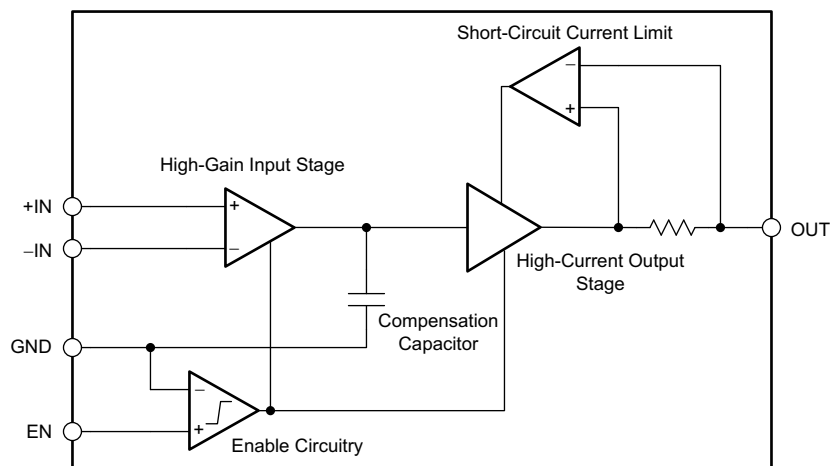 Short-Circuit Current Limit
−
+
High-Gain Input Stage
+IN
+
−IN
−
OUT
High-Current Output
Stage
Compensation
Capacitor
GND
−
+
EN
Enable Circuitry